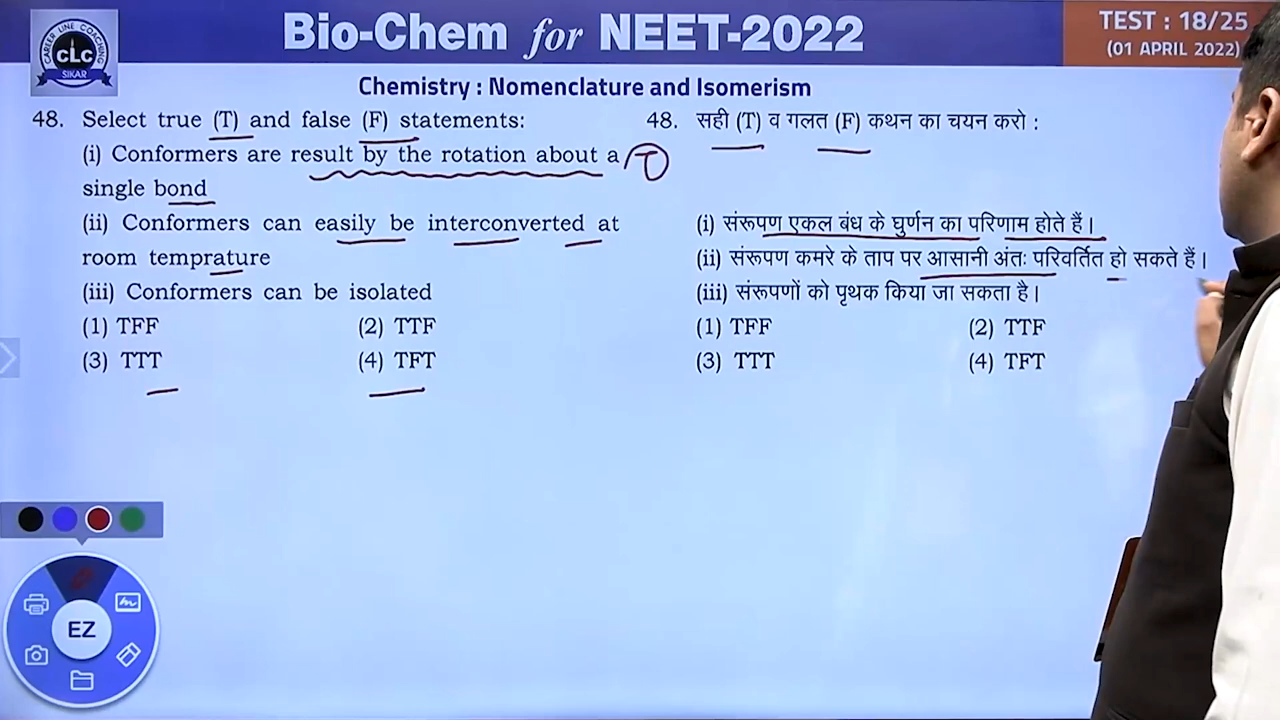 CAREER LINE COACHING
CLC
SIKAR
Bio-Chem for NEET-2022
TEST : 18/25
(01 APRIL 2022)
Chemistry : Nomenclature and Isomerism
48. Select true (T) and false (F) statements:
(i) Conformers are result by the rotation about a
single bond
(ii) Conformers can easily be interconverted at
room temprature
(iii) Conformers can be isolated
(1) TFF (2) TTF
(3) TTT (4) TFT
T
48. सही (T) व गलत (F) कथन का चयन करो :
(i) संरूपण एकल बंध के घुर्णन का परिणाम होते हैं।
(ii) संरूपण कमरे के ताप पर आसानी अंतः परिवर्तित हो सकते हैं।
(iii) संरूपणों को पृथक किया जा सकता है।
(1) TFF (2) TTF
(3) TTT (4) TFT
EZ